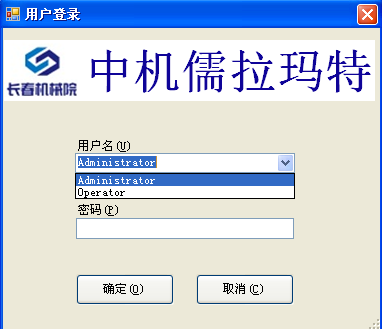 用户登录
长春机械院
中机儒拉玛特
用户名(U)
Administrator
Administrator
Operator
密码(P)
确定(O)
取消(C)